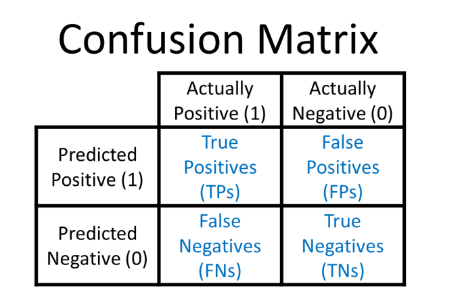 Confusion Matrix
Actually
Positive (1)
Actually
Negative (0)
Predicted
Positive (1)
True
Positives
(TPs)
False
Positives
(FPs)
Predicted
Negative (0)
False
Negatives
(FNs)
True
Negatives
(TNs)